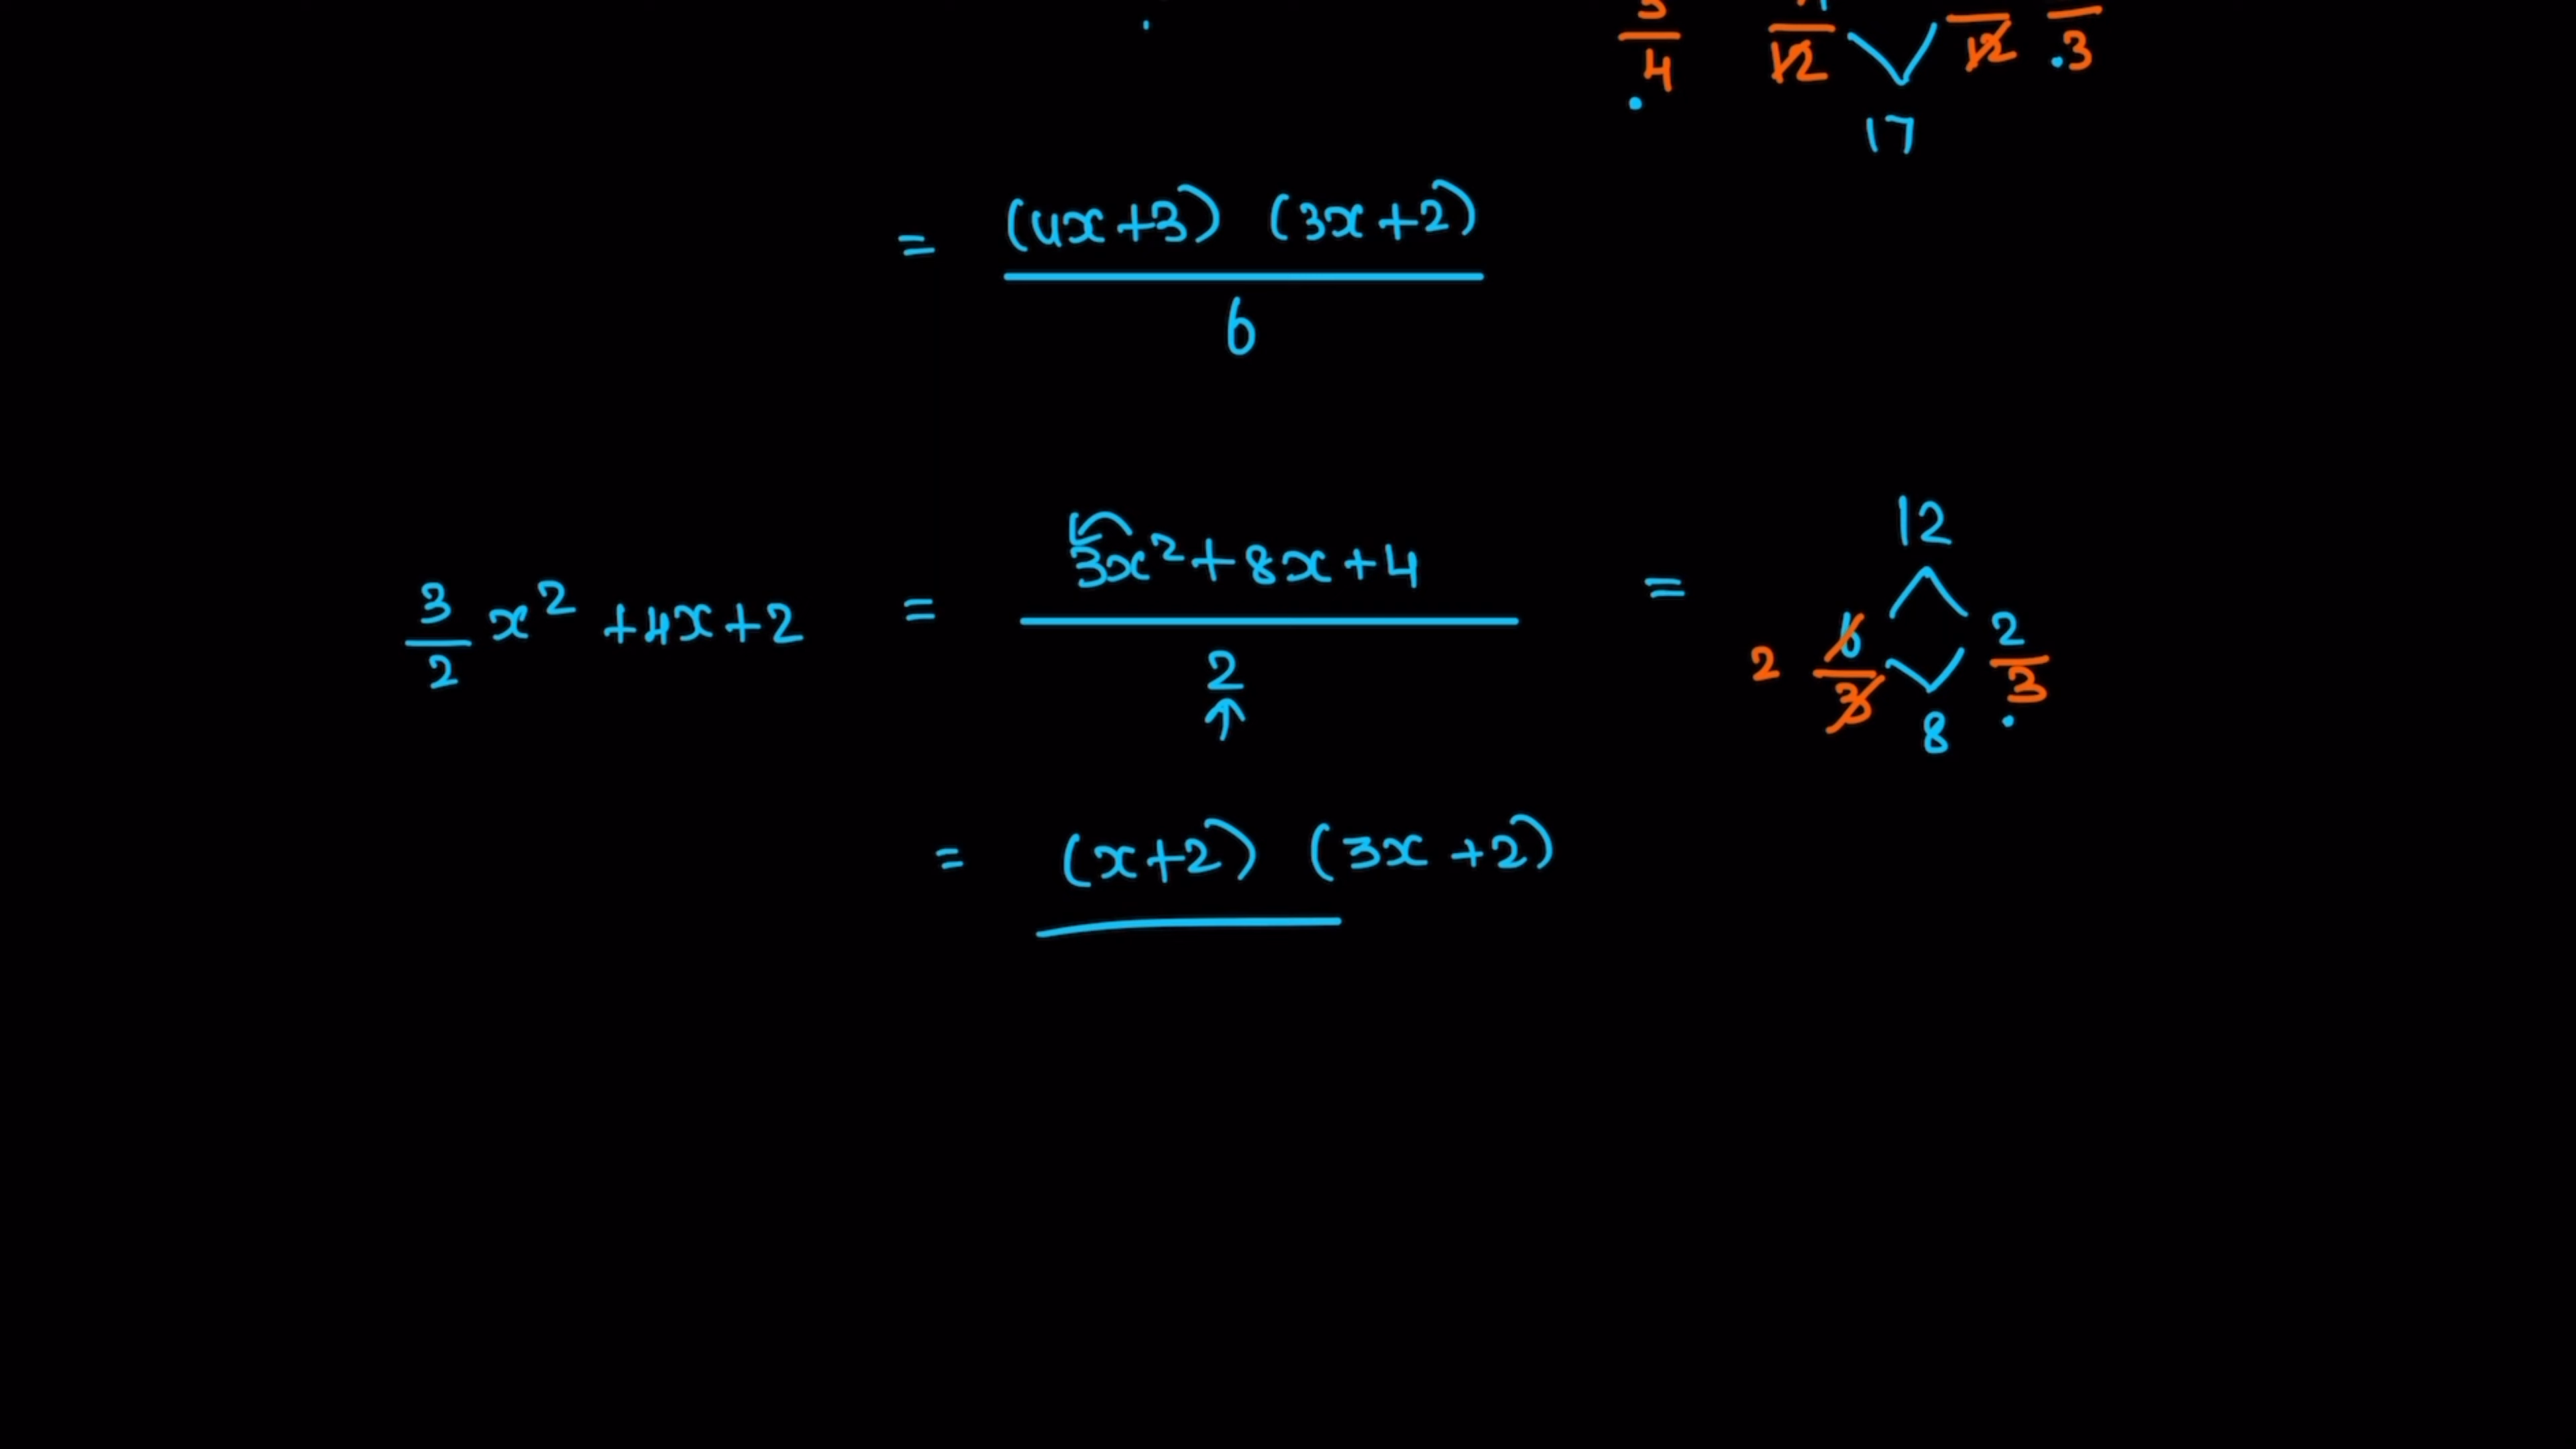 3/4 12 12 3
17
= (4x+3) (3x+2) / 6
3/2 x² + 4x + 2 = 3x² + 8x + 4 / 2 =
12
2 6/3 2/3
8
= (x+2) (3x+2)